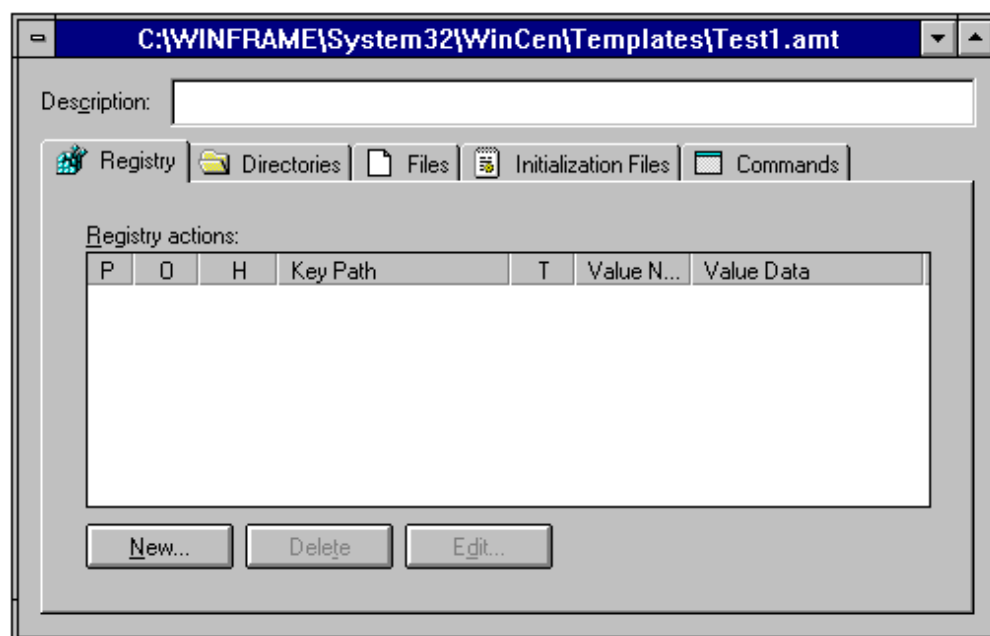 C:\WINFRAME\System32\WinCen\Templates\Test1.amt
Description:
Registry Directories Files Initialization Files Commands
Registry actions:
P O H Key Path T Value N... Value Data
New... Delete Edit...